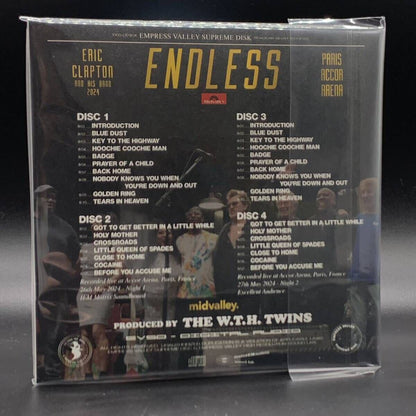 EMPRESS VALLEY SUPREME DISK
ERIC
CLAPTON
AND HIS BAND
2024
ENDLESS
PARIS
ACCOR
ARENA
DISC 1
INTRODUCTION
BLUE DUST
KEY TO THE HIGHWAY
HOOCHIE COOCHIE MAN
BADGE
PRAYER OF A CHILD
BACK HOME
NOBODY KNOWS YOU WHEN
YOU'RE DOWN AND OUT
GOLDEN RING
TEARS IN HEAVEN
DISC 2
GOT TO GET BETTER IN A LITTLE WHILE
HOLY MOTHER
CROSSROADS
LITTLE QUEEN OF SPADES
CLOSE TO HOME
COCAINE
BEFORE YOU ACCUSE ME
Recorded live at Accor Arena, Paris, France
26th May 2024 - Night 1
IEM Matrix Soundboard
DISC 3
INTRODUCTION
BLUE DUST
KEY TO THE HIGHWAY
HOOCHIE COOCHIE MAN
BADGE
PRAYER OF A CHILD
BACK HOME
NOBODY KNOWS YOU WHEN
YOU'RE DOWN AND OUT
GOLDEN RING
TEARS IN HEAVEN
DISC 4
GOT TO GET BETTER IN A LITTLE WHILE
HOLY MOTHER
CROSSROADS
LITTLE QUEEN OF SPADES
CLOSE TO HOME
COCAINE
BEFORE YOU ACCUSE ME
Recorded live at Accor Arena, Paris, France
27th May 2024 - Night 2
Excellent Audience
midvalley.
PRODUCED BY THE W.T.H. TWINS
EVSD - DIGITAL AUDIO